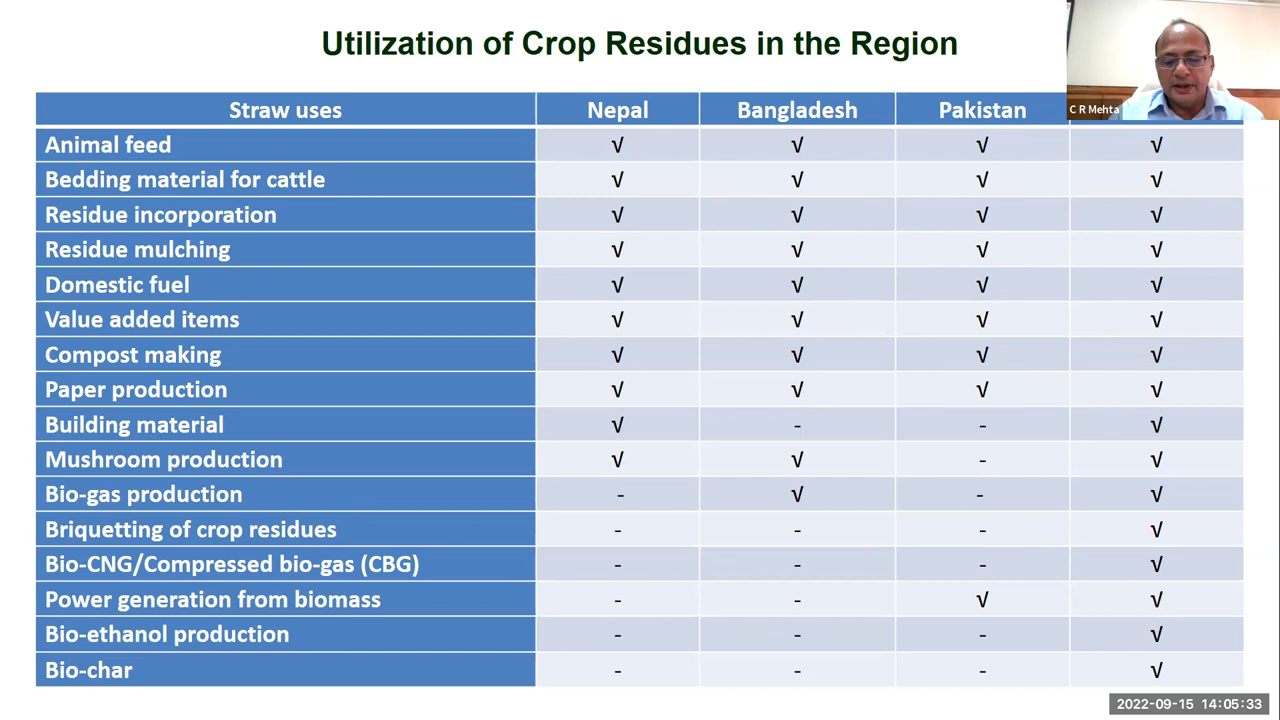 Utilization of Crop Residues in the Region
C R Mehta
Straw uses Nepal Bangladesh Pakistan
Animal feed √ √ √ √
Bedding material for cattle √ √ √ √
Residue incorporation √ √ √ √
Residue mulching √ √ √ √
Domestic fuel √ √ √ √
Value added items √ √ √ √
Compost making √ √ √ √
Paper production √ √ √ √
Building material √ - - √
Mushroom production √ √ - √
Bio-gas production - √ - √
Briquetting of crop residues - - - √
Bio-CNG/Compressed bio-gas (CBG) - - - √
Power generation from biomass - - √ √
Bio-ethanol production - - - √
Bio-char - - - √
2022-09-15 14:05:33